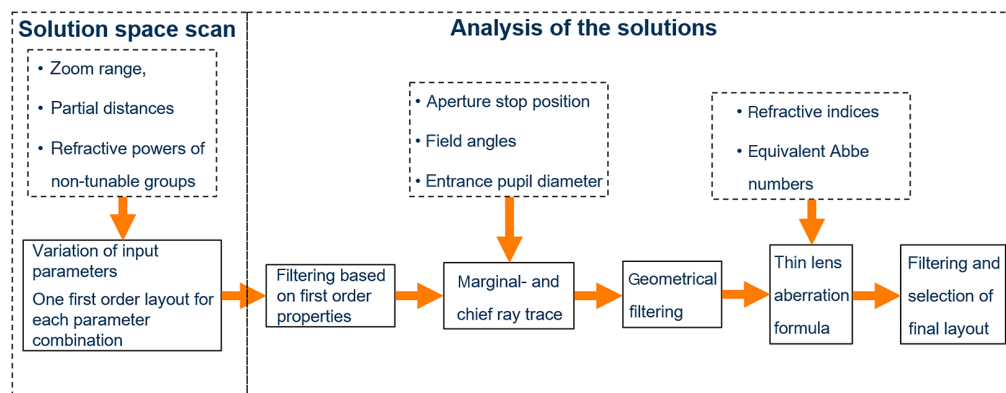 Solution space scan
• Zoom range,
• Partial distances
• Refractive powers of
non-tunable groups
Variation of input
parameters
One first order layout for
each parameter
combination
Analysis of the solutions
Filtering based
on first order
properties
• Aperture stop position
• Field angles
• Entrance pupil diameter
Marginal- and
chief ray trace
Geometrical
filtering
• Refractive indices
• Equivalent Abbe
numbers
Thin lens
aberration
formula
Filtering and
selection of
final layout